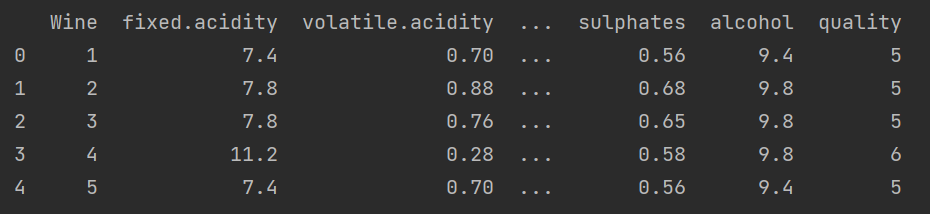 Wine fixed.acidity volatile.acidity ... sulphates alcohol quality
0 1 7.4 0.70 ... 0.56 9.4 5
1 2 7.8 0.88 ... 0.68 9.8 5
2 3 7.8 0.76 ... 0.65 9.8 5
3 4 11.2 0.28 ... 0.58 9.8 6
4 5 7.4 0.70 ... 0.56 9.4 5